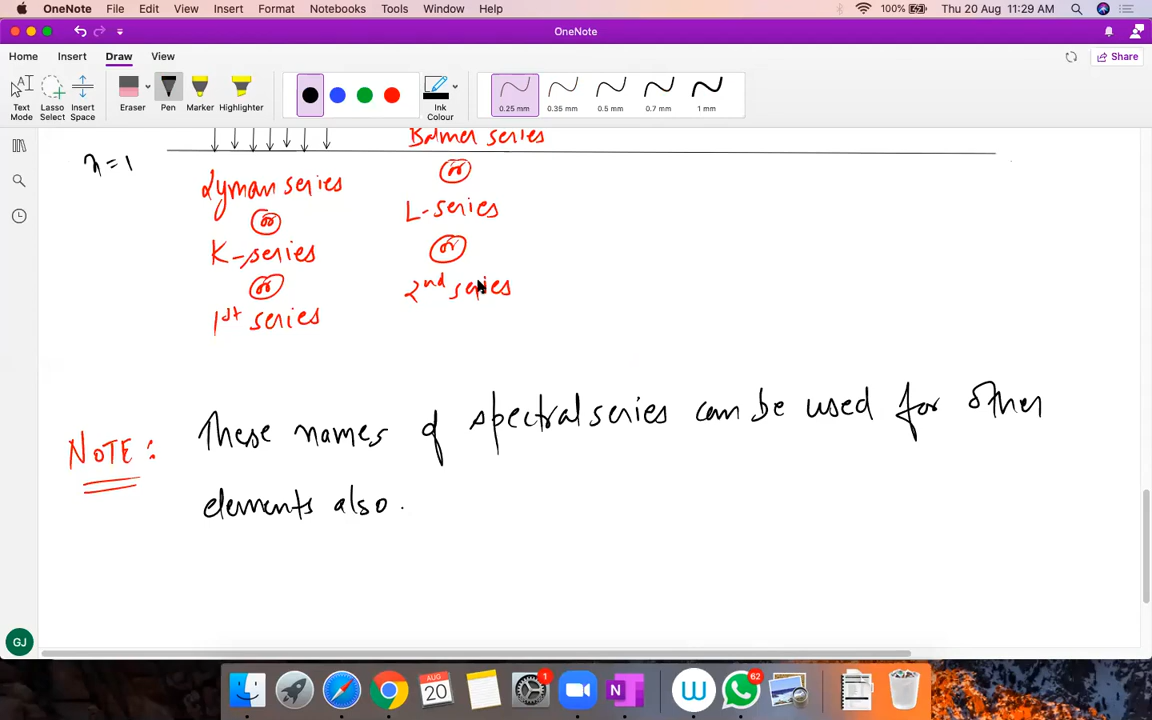 OneNote File Edit View Insert Format Notebooks Tools Window Help 100% Thu 20 Aug 11:29 AM
OneNote
Home Insert Draw View Share
Text Mode Lasso Select Insert Space Eraser Pen Marker Highlighter Ink Colour 0.25 mm 0.35 mm 0.5 mm 0.7 mm 1 mm
Balmer series
n = 1
Lyman series
or
or
L-series
K-series
or
or
2nd series
1st series
These names of spectral series can be used for other
NOTE:
elements also.
GJ
AUG 20 1 62